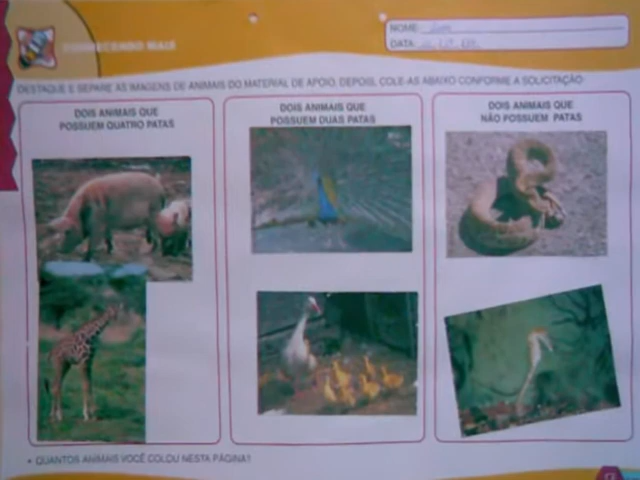 CONHECENDO MAIS
NOME:
DATA:
DESTAQUE E SEPARE AS IMAGENS DE ANIMAIS DO MATERIAL DE APOIO, DEPOIS, COLE-AS ABAIXO CONFORME A SOLICITAÇÃO
DOIS ANIMAIS QUE
POSSUEM QUATRO PATAS
DOIS ANIMAIS QUE
POSSUEM DUAS PATAS
DOIS ANIMAIS QUE
NÃO POSSUEM PATAS
• QUANTOS ANIMAIS VOCÊ COLOU NESTA PÁGINA?